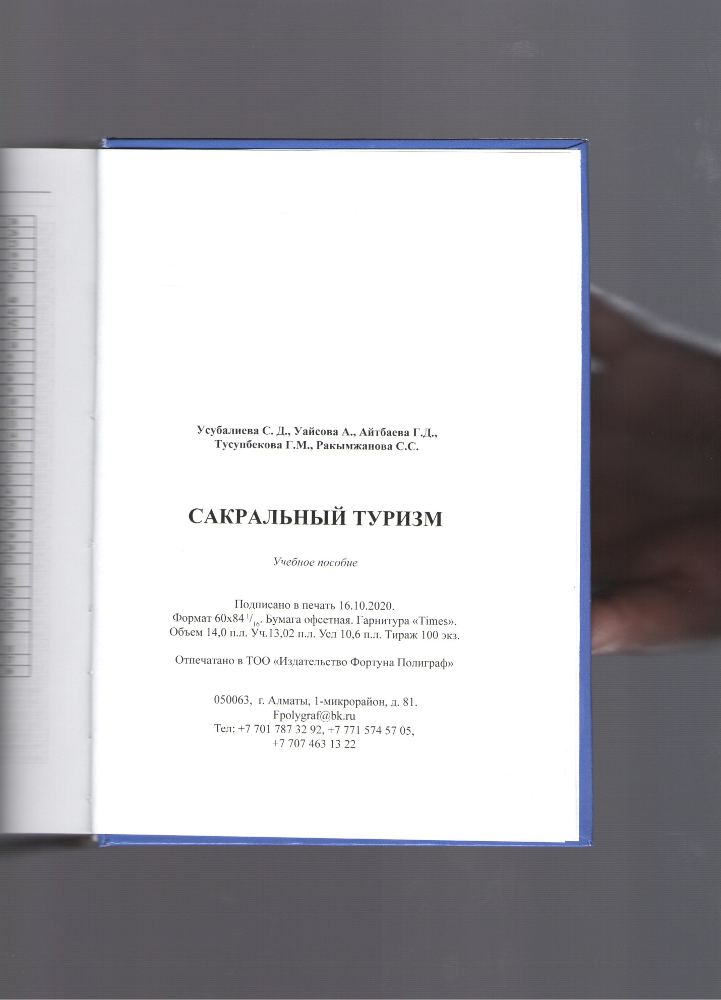 Усубалиева С. Д., Уайсова А., Айтбаева Г.Д.,
Тусупбекова Г.М., Ракымжанова С.С.
САКРАЛЬНЫЙ ТУРИЗМ
Учебное пособие
Подписано в печать 16.10.2020.
Формат 60х84 1/16. Бумага офсетная. Гарнитура «Times».
Объем 14,0 п.л. Уч.13,02 п.л. Усл 10,6 п.л. Тираж 100 экз.
Отпечатано в ТОО «Издательство Фортуна Полиграф»
050063, г. Алматы, 1-микрорайон, д. 81.
Fpolygraf@bk.ru
Тел: +7 701 787 32 92, +7 771 574 57 05,
+7 707 463 13 22